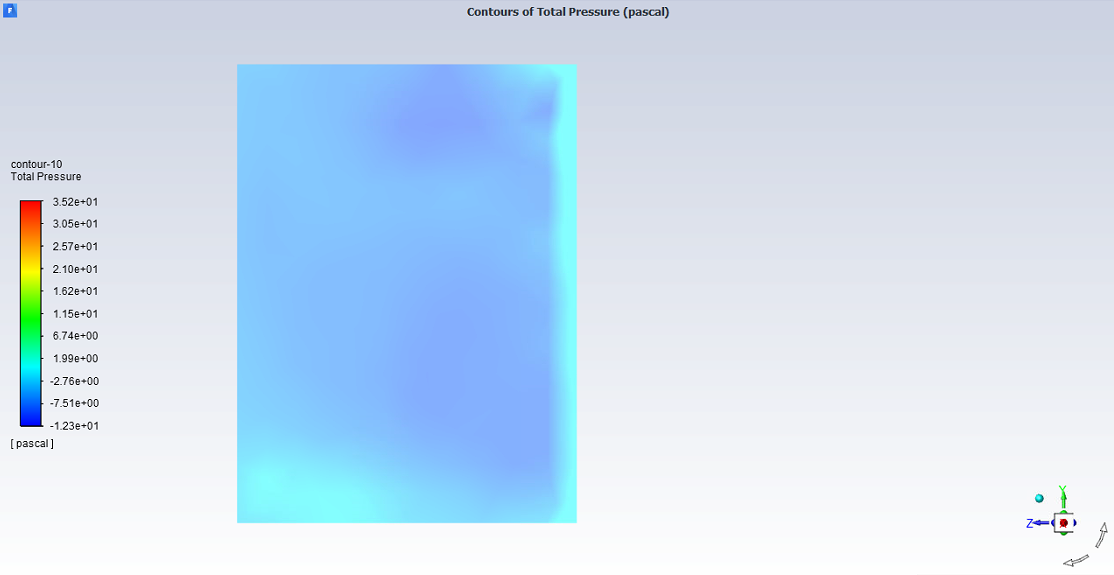 F
Contours of Total Pressure (pascal)
contour-10
Total Pressure
3.52e+01
3.05e+01
2.57e+01
2.10e+01
1.62e+01
1.15e+01
6.74e+00
1.99e+00
-2.76e+00
-7.51e+00
-1.23e+01
[ pascal ]
Y
Z